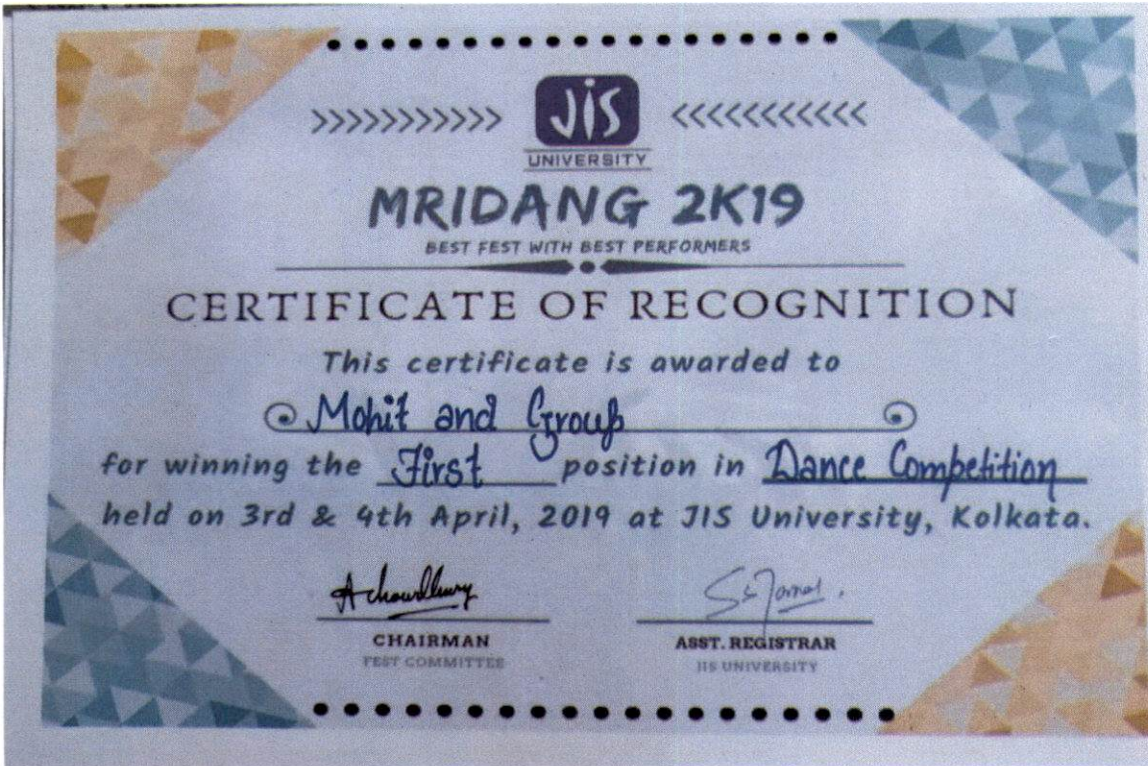 JIS
UNIVERSITY
MRIDANG 2K19
BEST FEST WITH BEST PERFORMERS
CERTIFICATE OF RECOGNITION
This certificate is awarded to
Mohit and Group
for winning the First position in Dance Competition
held on 3rd & 4th April, 2019 at JIS University, Kolkata.
AChowdhury
CHAIRMAN ASST. REGISTRAR
FEST COMMITTEE JIS UNIVERSITY